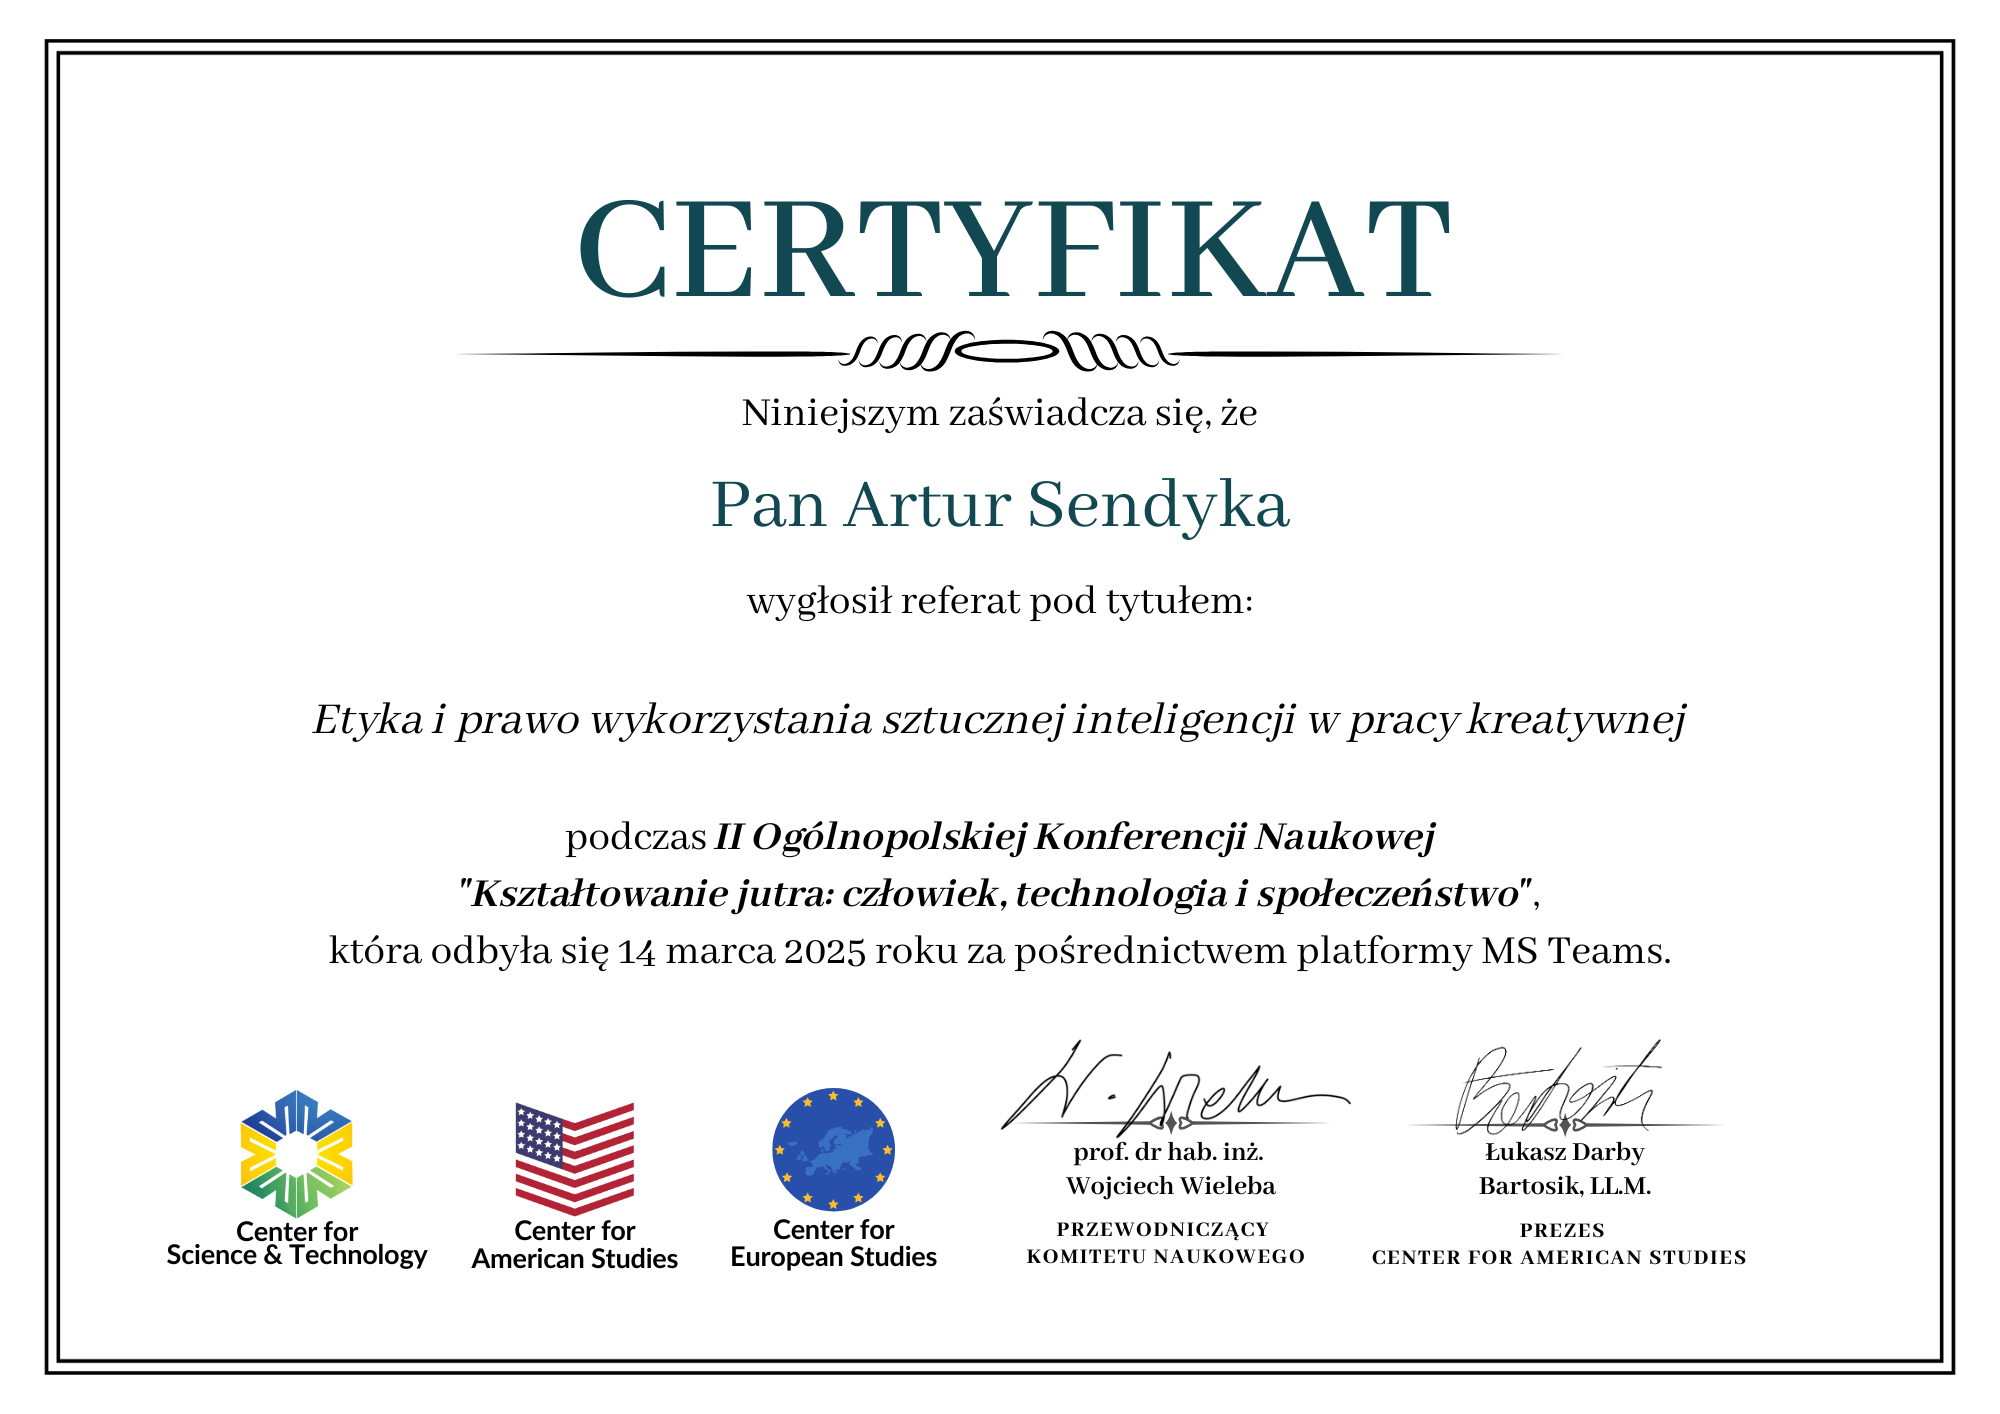 CERTYFIKAT
Niniejszym zaświadcza się, że
Pan Artur Sendyka
wygłosił referat pod tytułem:
Etyka i prawo wykorzystania sztucznej inteligencji w pracy kreatywnej
podczas II Ogólnopolskiej Konferencji Naukowej
"Kształtowanie jutra: człowiek, technologia i społeczeństwo",
która odbyła się 14 marca 2025 roku za pośrednictwem platformy MS Teams.
Center for
Science & Technology
Center for
American Studies
Center for
European Studies
prof. dr hab. inż.
Wojciech Wieleba
PRZEWODNICZĄCY
KOMITETU NAUKOWEGO
Łukasz Darby
Bartosik, LL.M.
PREZES
CENTER FOR AMERICAN STUDIES